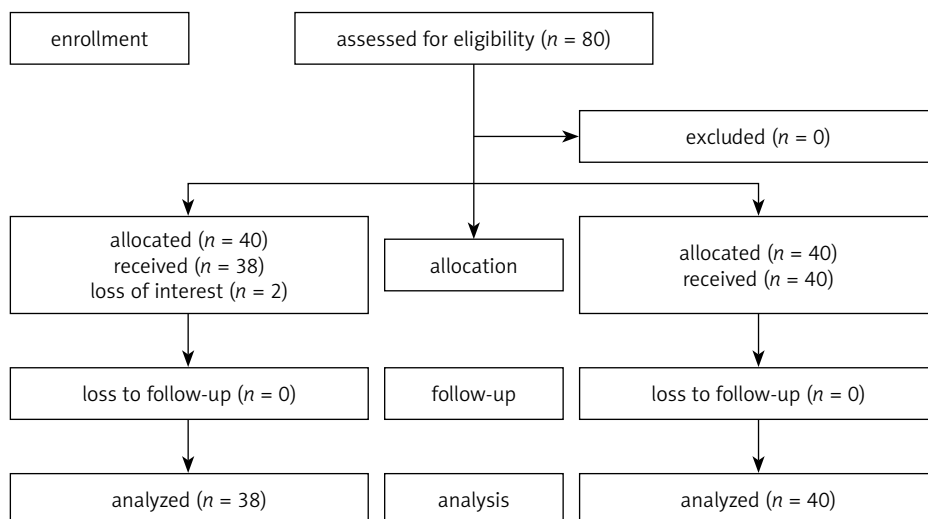 enrollment
assessed for eligibility (n = 80)
excluded (n = 0)
allocated (n = 40)
received (n = 38)
loss of interest (n = 2)
allocation
allocated (n = 40)
received (n = 40)
loss to follow-up (n = 0)
follow-up
loss to follow-up (n = 0)
analyzed (n = 38)
analysis
analyzed (n = 40)